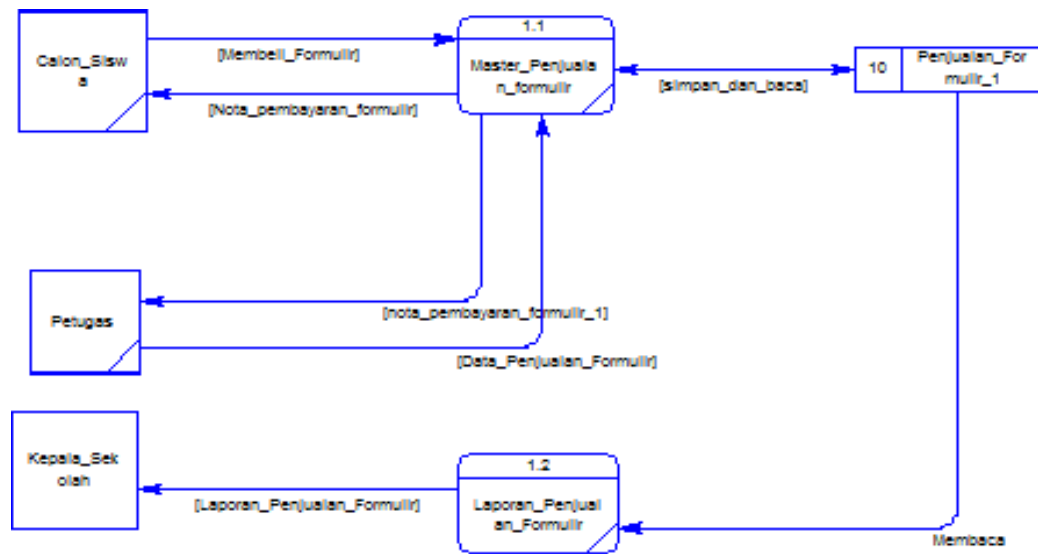 1.1
Calon_Sisw
a
[Membeli_Formulir]
Master_Penjuala
n_formulir
[Nota_pembayaran_formulir]
[simpan_dan_baca]
10
Penjualan_For
mulir_1
Petugas
[nota_pembayaran_formulir_1]
[Data_Penjualan_Formulir]
Kepala_Sek
olah
[Laporan_Penjualan_Formulir]
1.2
Laporan_Penjual
an_Formulir
Membaca